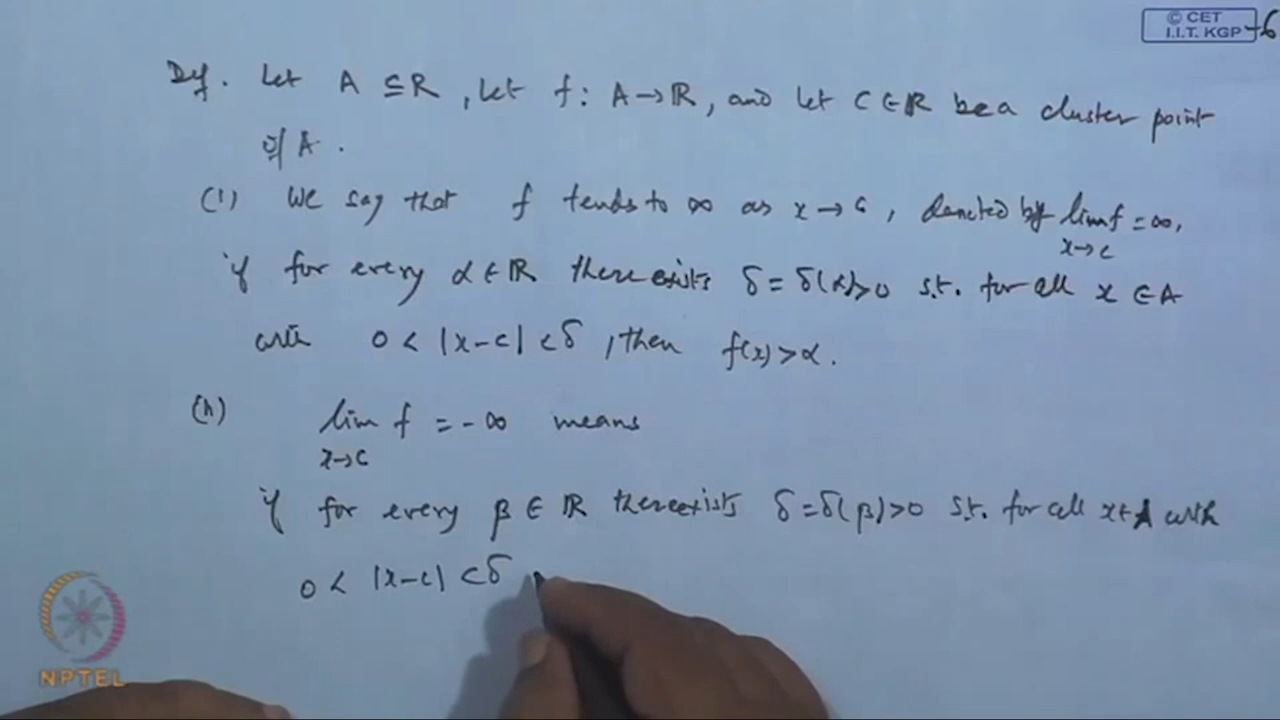 © CET
I.I.T. KGP
-6
Def. Let A ⊆ R, let f: A → R, and let c ∈ R be a cluster point
of A.
(1) We say that f tends to ∞ as x → c, denoted by lim f = ∞,
x→c
if for every α ∈ R there exists δ = δ(α) > 0 s.t. for all x ∈ A
with 0 < |x-c| < δ, then f(x) > α.
lim f = -∞ means
x→c
if for every β ∈ R there exists δ = δ(β) > 0 s.t. for all x ∈ A with
0 < |x-c| < δ
NPTEL